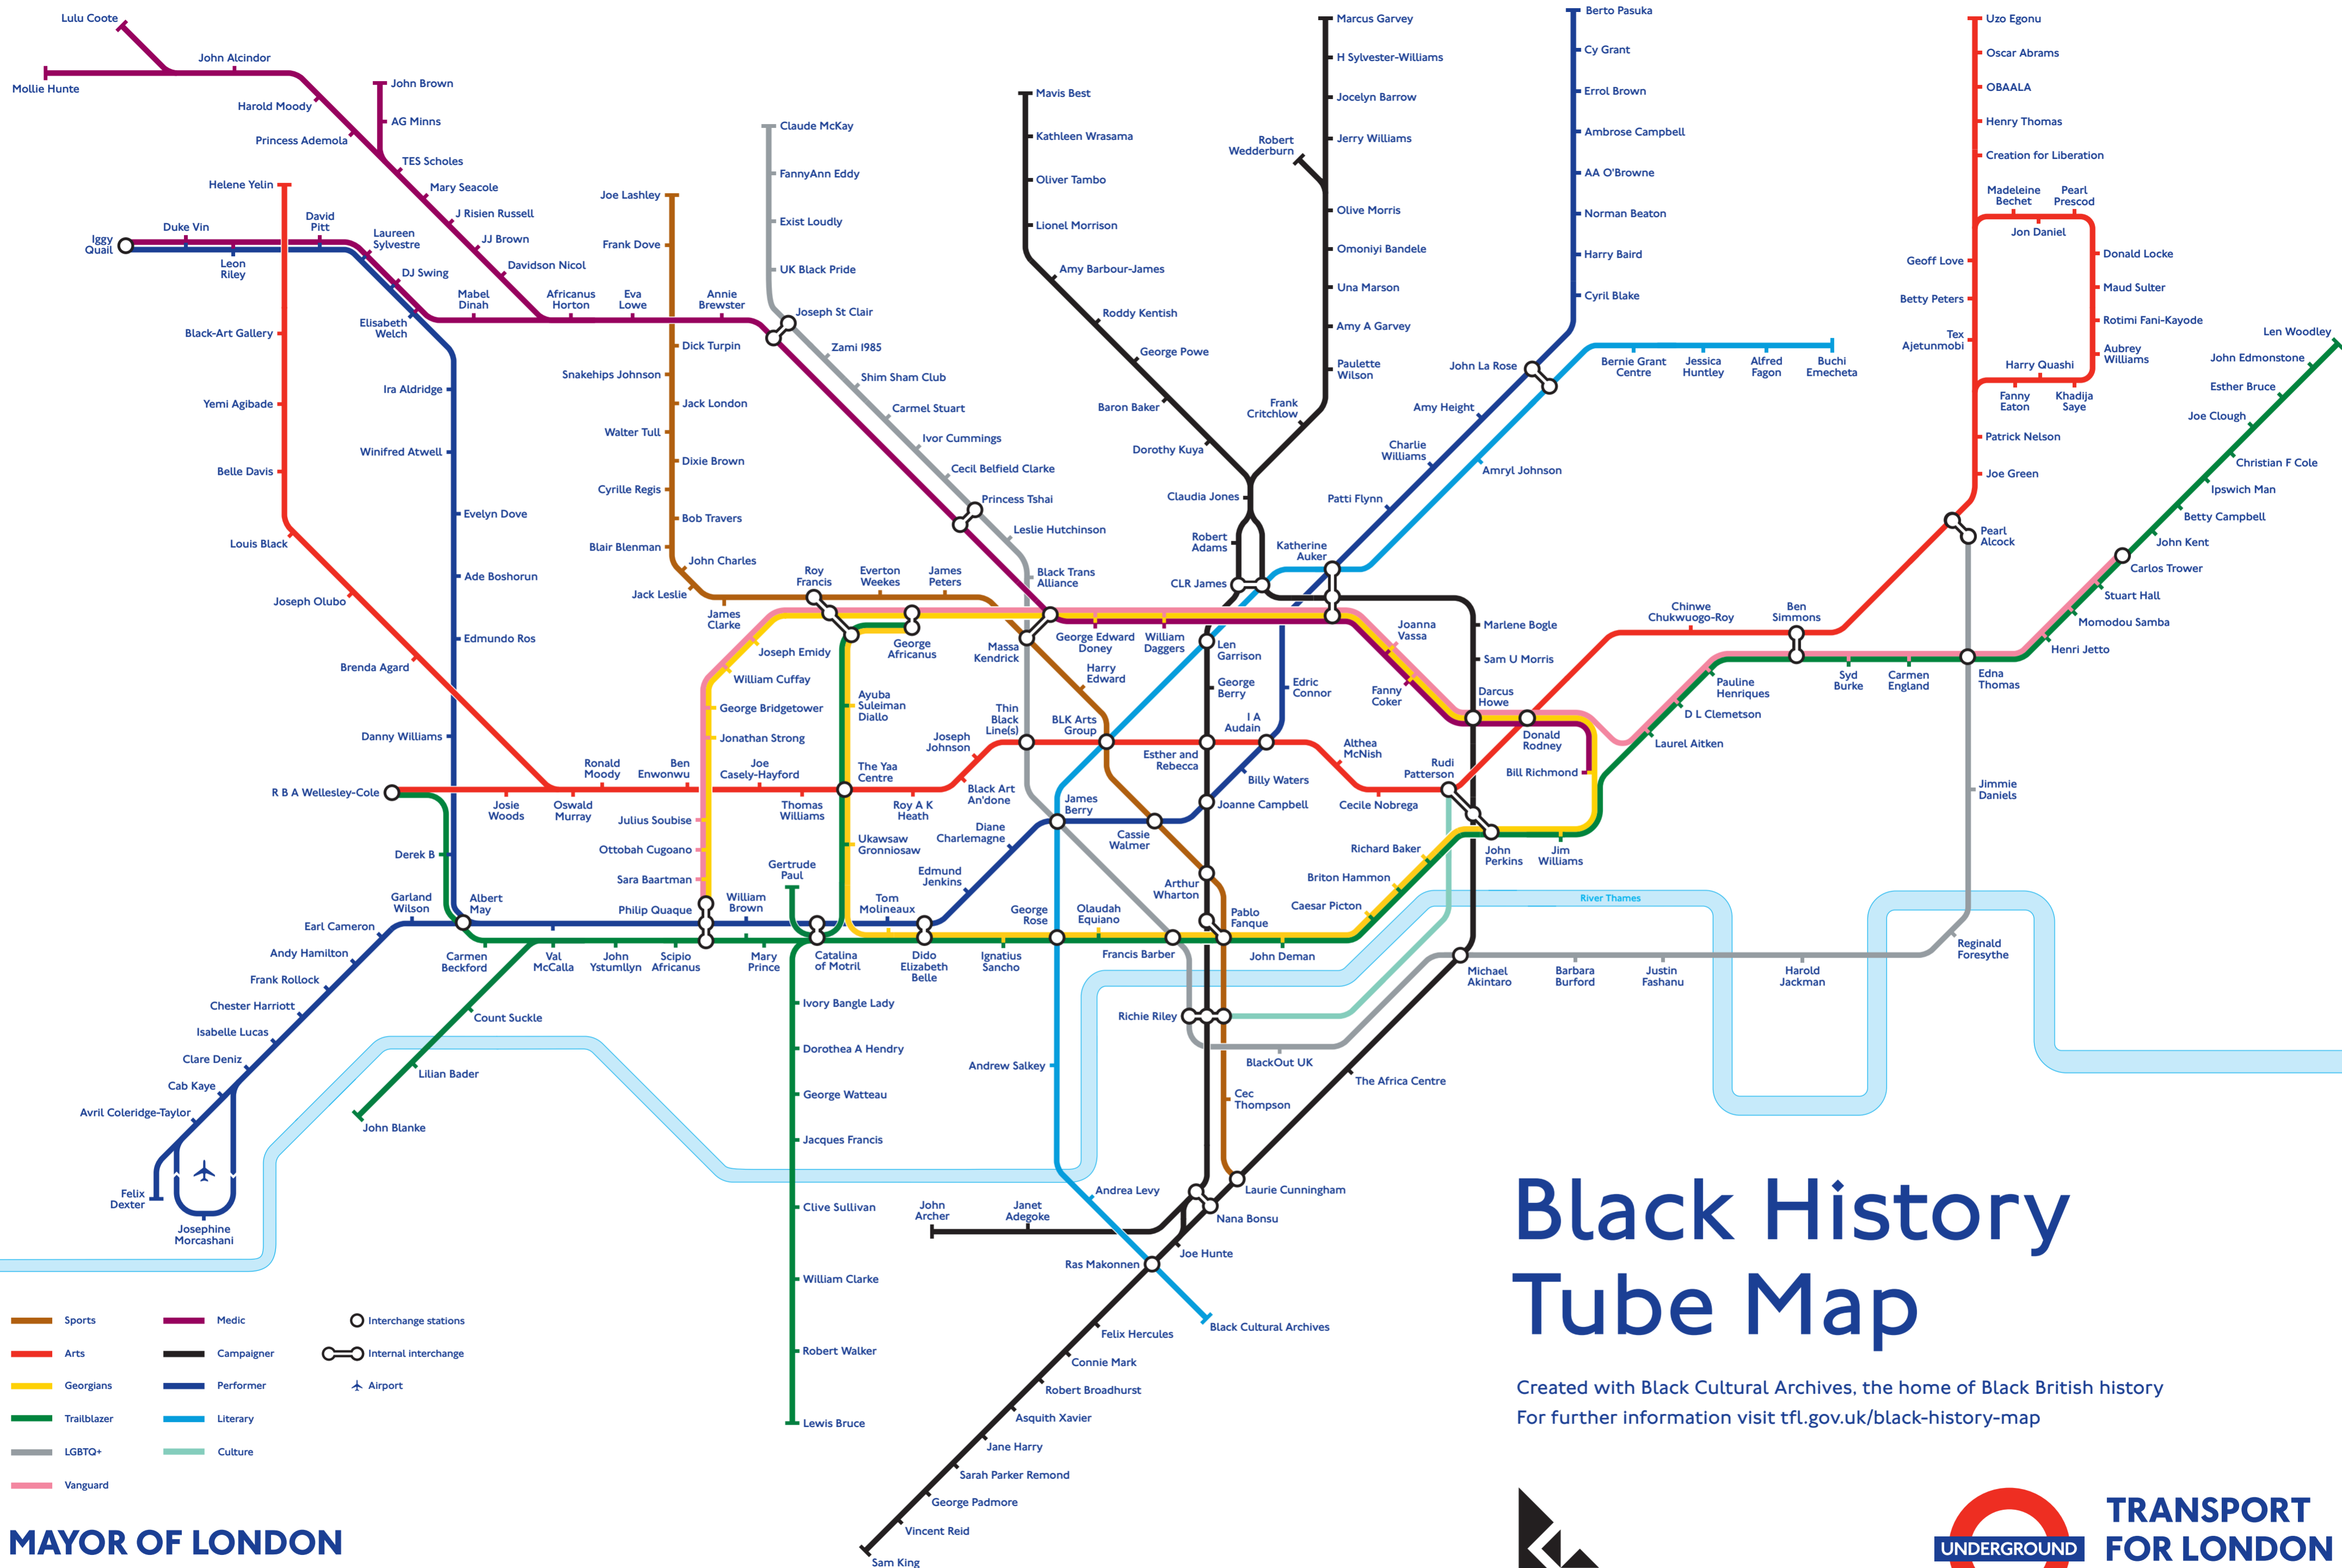 Lulu Coote
Mollie Hunte
John Alcindor
Harold Moody
Princess Ademola
John Brown
AG Minns
TES Scholes
Mary Seacole
J Risien Russell
JJ Brown
Davidson Nicol
Helene Yelin
Iggy
Quail
Duke Vin
Leon
Riley
David
Pitt
Laureen
Sylvestre
DJ Swing
Elisabeth
Welch
Mabel
Dinah
Africanus
Horton
Eva
Lowe
Annie
Brewster
Black-Art Gallery
Yemi Agibade
Belle Davis
Louis Black
Joseph Olubo
Brenda Agard
Ira Aldridge
Winifred Atwell
Evelyn Dove
Ade Boshorun
Edmundo Ros
Danny Williams
Joe Lashley
Frank Dove
Dick Turpin
Snakehips Johnson
Jack London
Walter Tull
Dixie Brown
Cyrille Regis
Bob Travers
Blair Blenman
John Charles
Jack Leslie
James
Clarke
Roy
Francis
Everton
Weekes
James
Peters
Claude McKay
FannyAnn Eddy
Exist Loudly
UK Black Pride
Joseph St Clair
Zami I985
Shim Sham Club
Carmel Stuart
Ivor Cummings
Cecil Belfield Clarke
Princess Tshai
Leslie Hutchinson
Black Trans
Alliance
Mavis Best
Kathleen Wrasama
Oliver Tambo
Lionel Morrison
Amy Barbour-James
Roddy Kentish
George Powe
Baron Baker
Dorothy Kuya
Marcus Garvey
H Sylvester-Williams
Jocelyn Barrow
Jerry Williams
Robert
Wedderburn
Olive Morris
Omoniyi Bandele
Una Marson
Amy A Garvey
Paulette
Wilson
Frank
Critchlow
Claudia Jones
Robert
Adams
CLR James
Katherine
Auker
Berto Pasuka
Cy Grant
Errol Brown
Ambrose Campbell
AA O'Browne
Norman Beaton
Harry Baird
Cyril Blake
John La Rose
Amy Height
Charlie
Williams
Patti Flynn
Amryl Johnson
Bernie Grant
Centre
Jessica
Huntley
Alfred
Fagon
Buchi
Emecheta
Uzo Egonu
Oscar Abrams
OBAALA
Henry Thomas
Creation for Liberation
Madeleine
Bechet
Pearl
Prescod
Jon Daniel
Geoff Love
Betty Peters
Tex
Ajetunmobi
Donald Locke
Maud Sulter
Rotimi Fani-Kayode
Aubrey
Williams
Harry Quashi
Fanny
Eaton
Khadija
Saye
Patrick Nelson
Joe Green
Pearl
Alcock
Len Woodley
John Edmonstone
Esther Bruce
Joe Clough
Christian F Cole
Ipswich Man
Betty Campbell
John Kent
Carlos Trower
Stuart Hall
Momodou Samba
Henri Jetto
Edna
Thomas
Carmen
England
Syd
Burke
Ben
Simmons
Chinwe
Chukwuogo-Roy
Pauline
Henriques
D L Clemetson
Laurel Aitken
Joseph Emidy
William Cuffay
George Bridgetower
Jonathan Strong
George
Africanus
Massa
Kendrick
George Edward
Doney
William
Daggers
Harry
Edward
Len
Garrison
George
Berry
Edric
Connor
Joanna
Vassa
Fanny
Coker
Marlene Bogle
Sam U Morris
Darcus
Howe
Donald
Rodney
Bill Richmond
Ayuba
Suleiman
Diallo
Thin
Black
Line(s)
BLK Arts
Group
Esther and
Rebecca
I A
Audain
Althea
McNish
Rudi
Patterson
Cecile Nobrega
Joseph
Johnson
Black Art
An'done
R B A Wellesley-Cole
Josie
Woods
Oswald
Murray
Ronald
Moody
Ben
Enwonwu
Joe
Casely-Hayford
Thomas
Williams
The Yaa
Centre
Roy A K
Heath
Julius Soubise
Ottobah Cugoano
Sara Baartman
Philip Quaque
Ukawsaw
Gronniosaw
Gertrude
Paul
William
Brown
Tom
Molineaux
Edmund
Jenkins
Diane
Charlemagne
James
Berry
Cassie
Walmer
Joanne Campbell
Billy Waters
Arthur
Wharton
Pablo
Fanque
Richard Baker
Briton Hammon
Caesar Picton
John
Perkins
Jim
Williams
River Thames
Jimmie
Daniels
Reginald
Foresythe
Derek B
Garland
Wilson
Albert
May
Earl Cameron
Andy Hamilton
Frank Rollock
Chester Harriott
Isabelle Lucas
Clare Deniz
Cab Kaye
Avril Coleridge-Taylor
Felix
Dexter
Josephine
Morcashani
Carmen
Beckford
Val
McCalla
John
Ystumllyn
Scipio
Africanus
Mary
Prince
Catalina
of Motril
Dido
Elizabeth
Belle
Ignatius
Sancho
George
Rose
Olaudah
Equiano
Francis Barber
John Deman
Count Suckle
Lilian Bader
John Blanke
Ivory Bangle Lady
Dorothea A Hendry
George Watteau
Jacques Francis
Clive Sullivan
William Clarke
Robert Walker
Lewis Bruce
Andrew Salkey
Richie Riley
BlackOut UK
Michael
Akintaro
Barbara
Burford
Justin
Fashanu
Harold
Jackman
The Africa Centre
Cec
Thompson
Andrea Levy
Laurie Cunningham
Nana Bonsu
John
Archer
Janet
Adegoke
Joe Hunte
Ras Makonnen
Black Cultural Archives
Felix Hercules
Connie Mark
Robert Broadhurst
Asquith Xavier
Jane Harry
Sarah Parker Remond
George Padmore
Vincent Reid
Sam King
Sports
Arts
Georgians
Trailblazer
LGBTQ+
Vanguard
Medic
Campaigner
Performer
Literary
Culture
Interchange stations
Internal interchange
Airport
MAYOR OF LONDON
Black History
Tube Map
Created with Black Cultural Archives, the home of Black British history
For further information visit tfl.gov.uk/black-history-map
UNDERGROUND
TRANSPORT
FOR LONDON